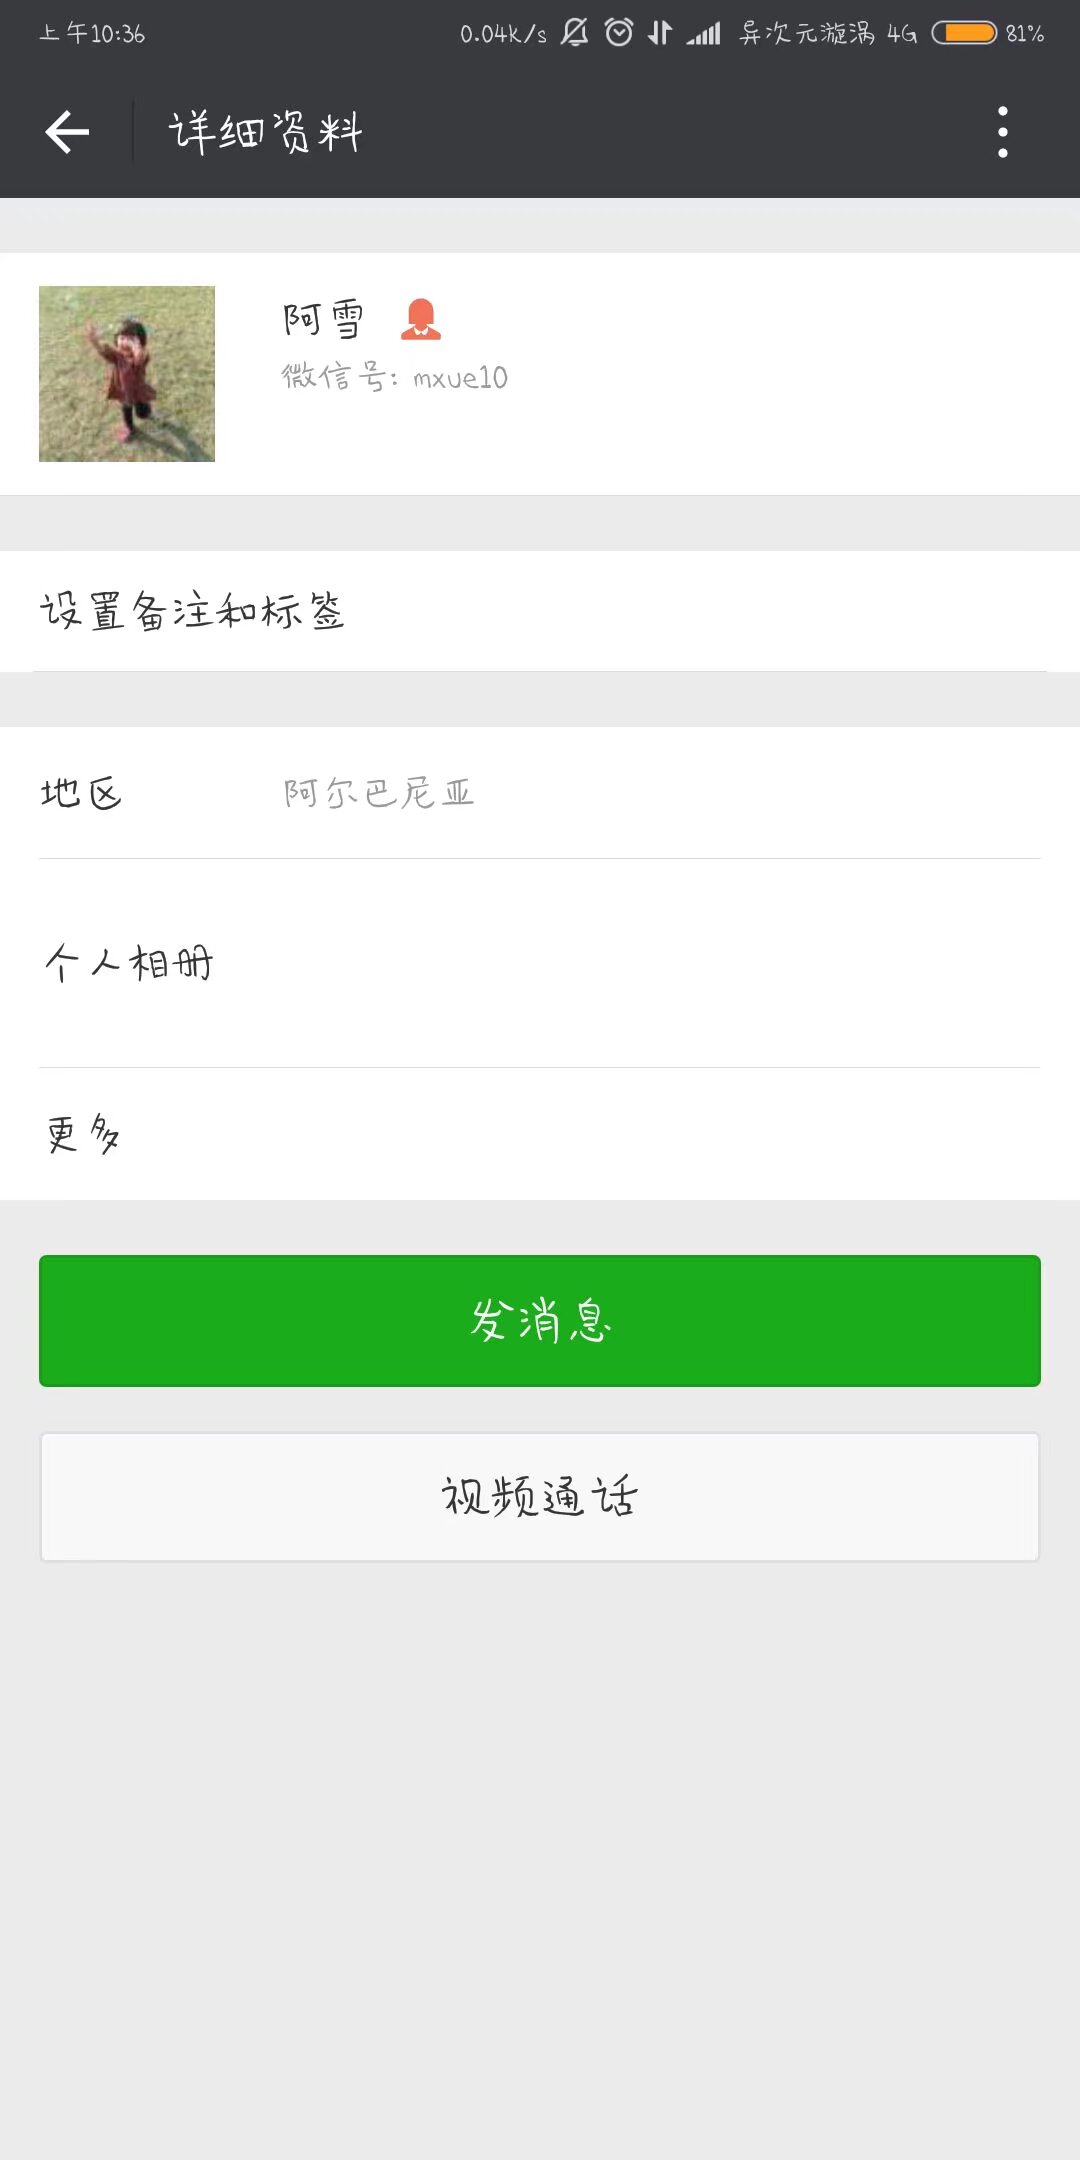 上午10:36 0.04K/s 异次元漩涡 4G 81%
详细资料
阿雪
微信号: mxue10
设置备注和标签
地区 阿尔巴尼亚
个人相册
更多
发消息
视频通话